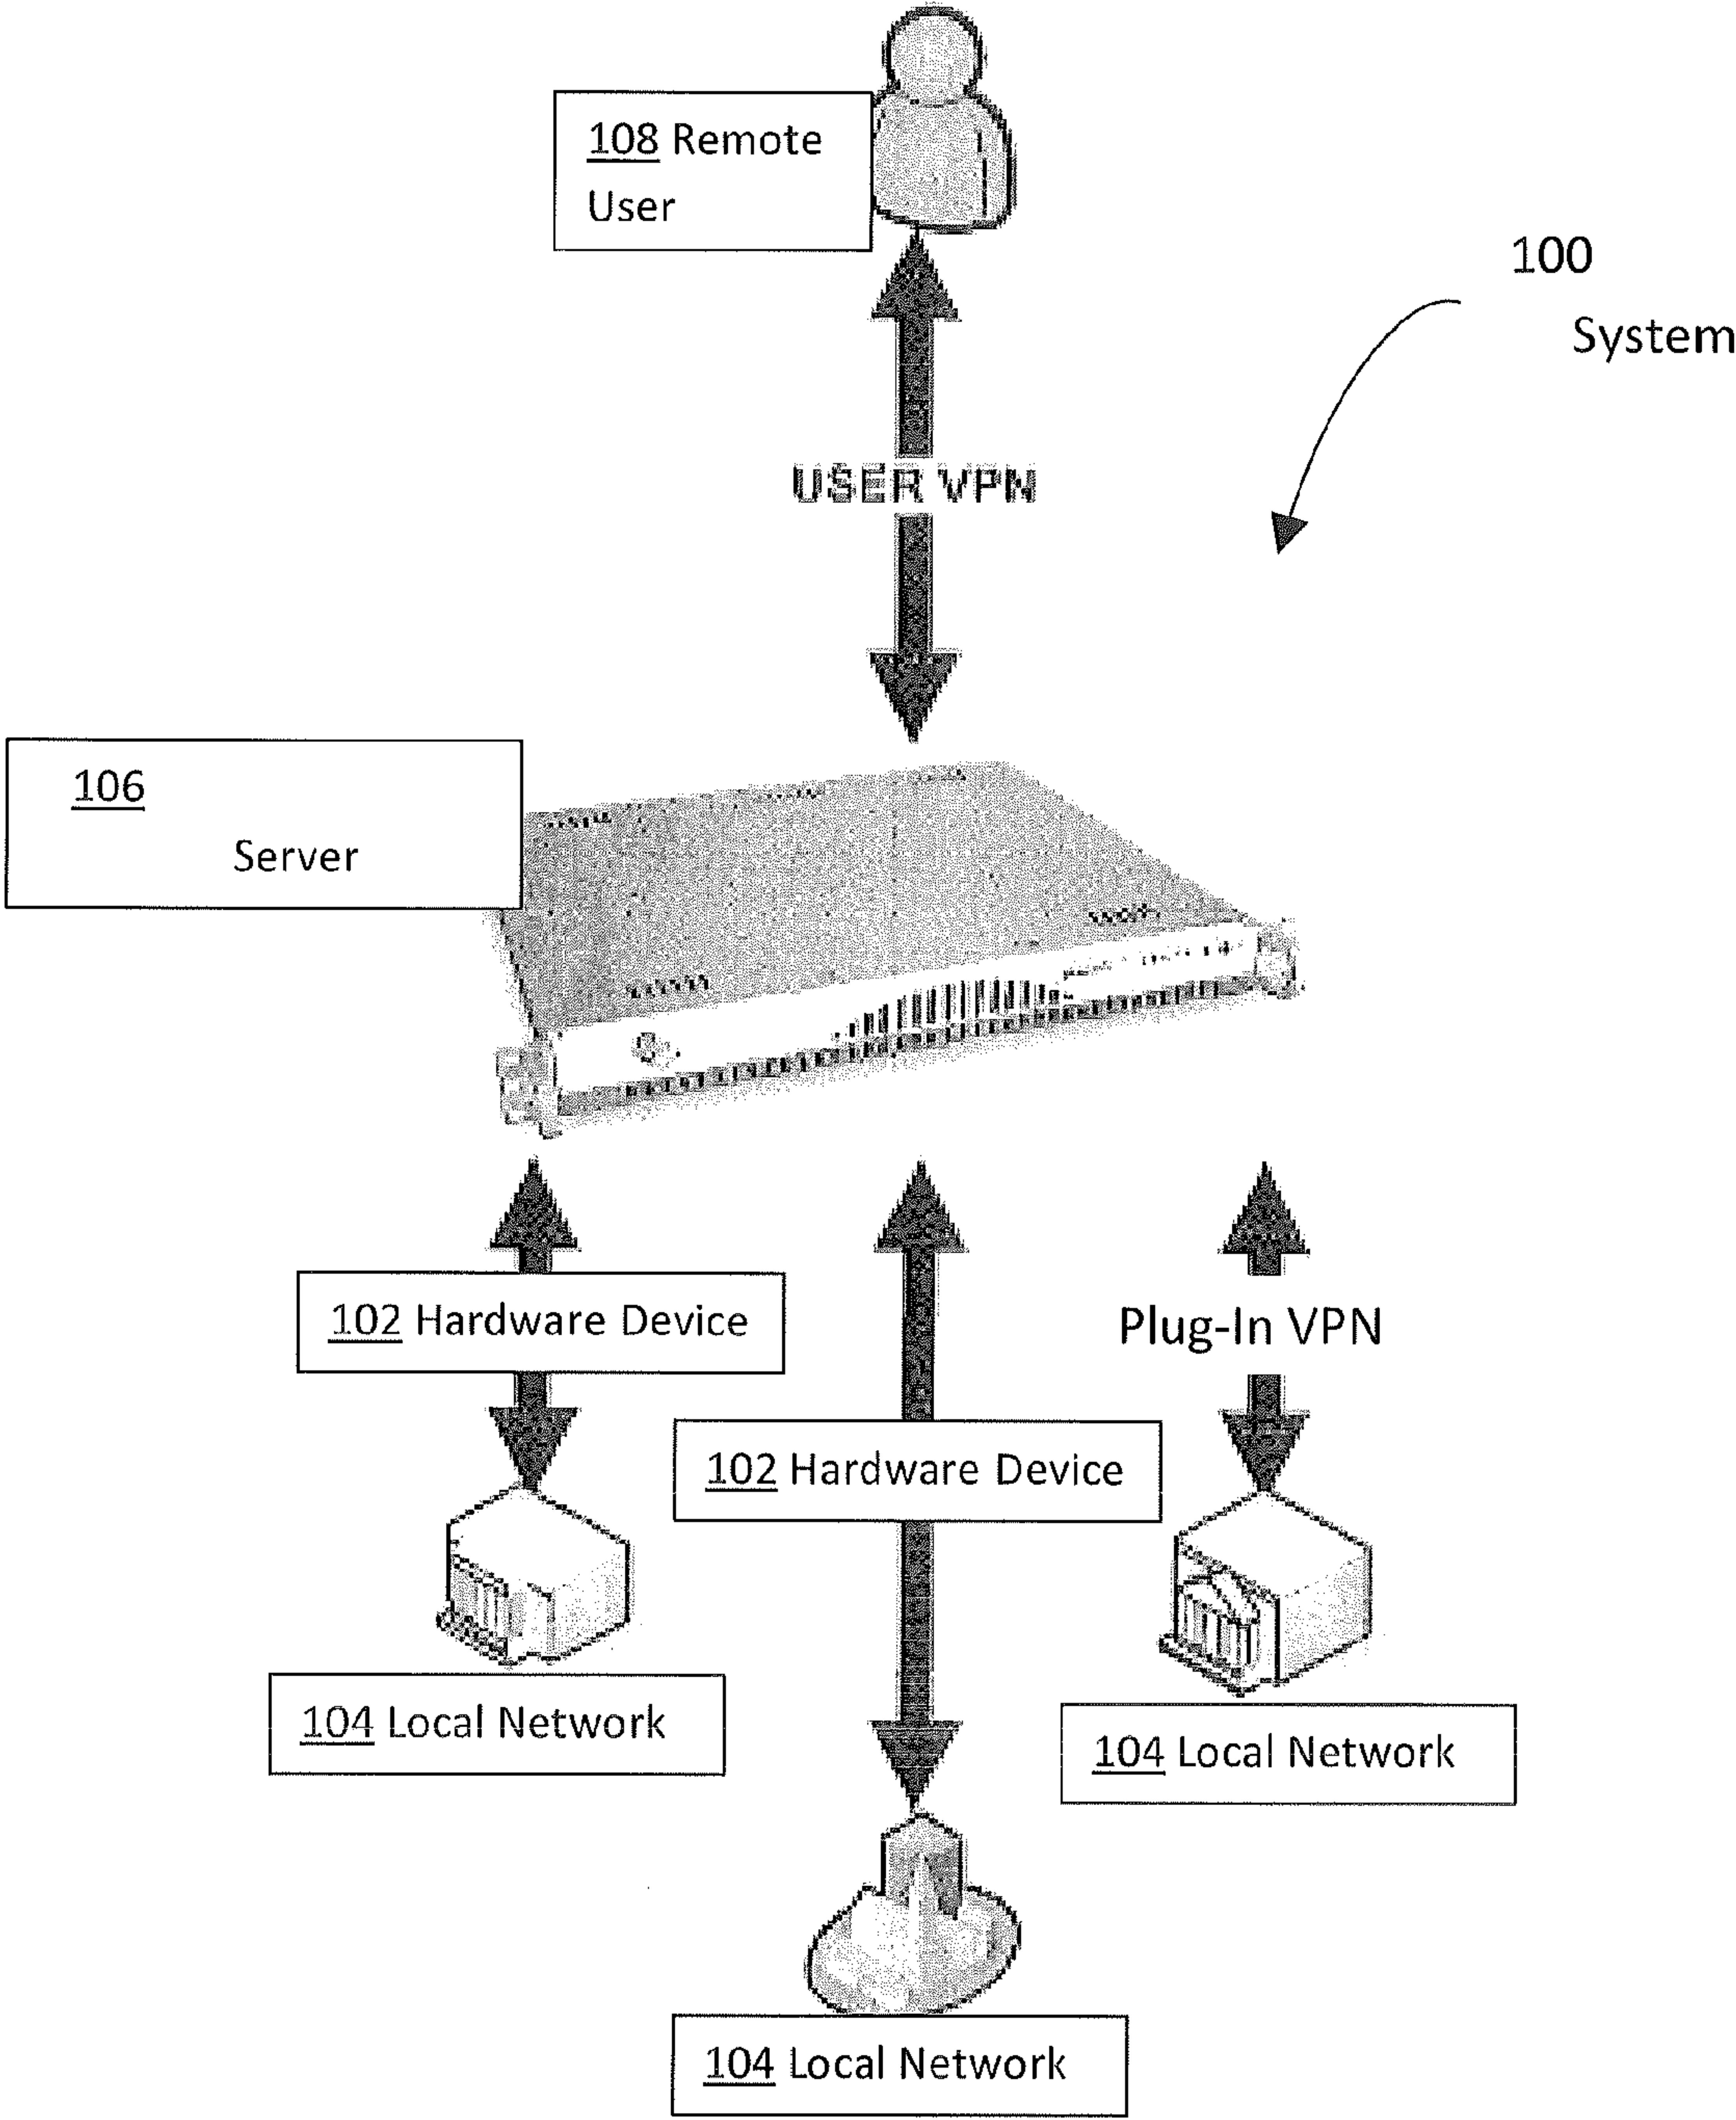 108 Remote
User
100
System
USER VPN
106
Server
102 Hardware Device
Plug-In VPN
102 Hardware Device
104 Local Network
104 Local Network
104 Local Network